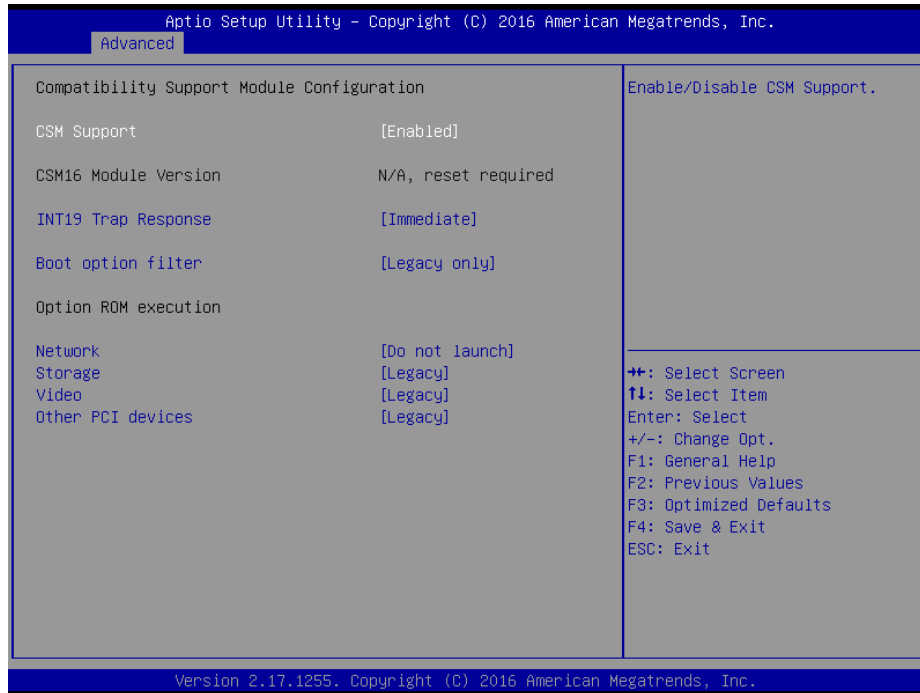 Aptio Setup Utility – Copyright (C) 2016 American Megatrends, Inc.
Advanced
Compatibility Support Module Configuration
CSM Support [Enabled]
CSM16 Module Version N/A, reset required
INT19 Trap Response [Immediate]
Boot option filter [Legacy only]
Option ROM execution
Network [Do not launch]
Storage [Legacy]
Video [Legacy]
Other PCI devices [Legacy]
Enable/Disable CSM Support.
→←: Select Screen
↑↓: Select Item
Enter: Select
+/-: Change Opt.
F1: General Help
F2: Previous Values
F3: Optimized Defaults
F4: Save & Exit
ESC: Exit
Version 2.17.1255. Copyright (C) 2016 American Megatrends, Inc.